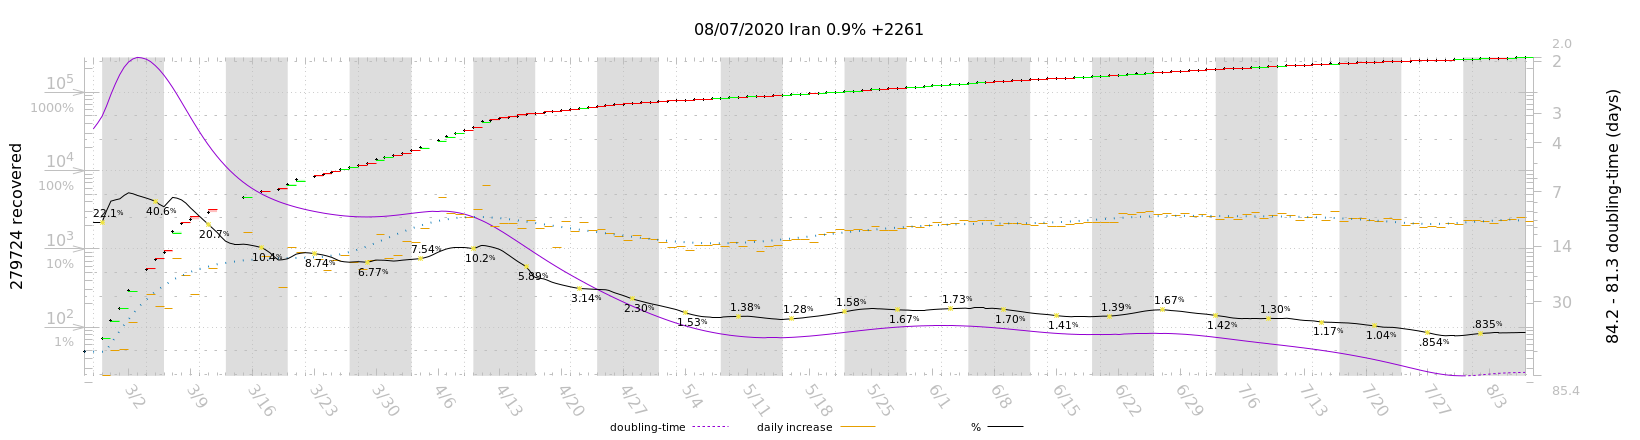 08/07/2020 Iran 0.9% +2261
2.0
10⁵ 2
1000%
3
4
10⁴
100%
7
22.1% 40.6%
20.7%
10³ 14
10.4% 8.74% 6.77% 7.54% 10.2% 5.89% 3.14% 2.30% 1.53% 1.38% 1.28% 1.58% 1.67% 1.73% 1.70% 1.41% 1.39% 1.67% 1.42% 1.30% 1.17% 1.04% .854% .835%
10%
30
10²
1%
279724 recovered
84.2 - 81.3 doubling-time (days)
85.4
3/2 3/9 3/16 3/23 3/30 4/6 4/13 4/20 4/27 5/4 5/11 5/18 5/25 6/1 6/8 6/15 6/22 6/29 7/6 7/13 7/20 7/27 8/3
doubling-time daily increase %